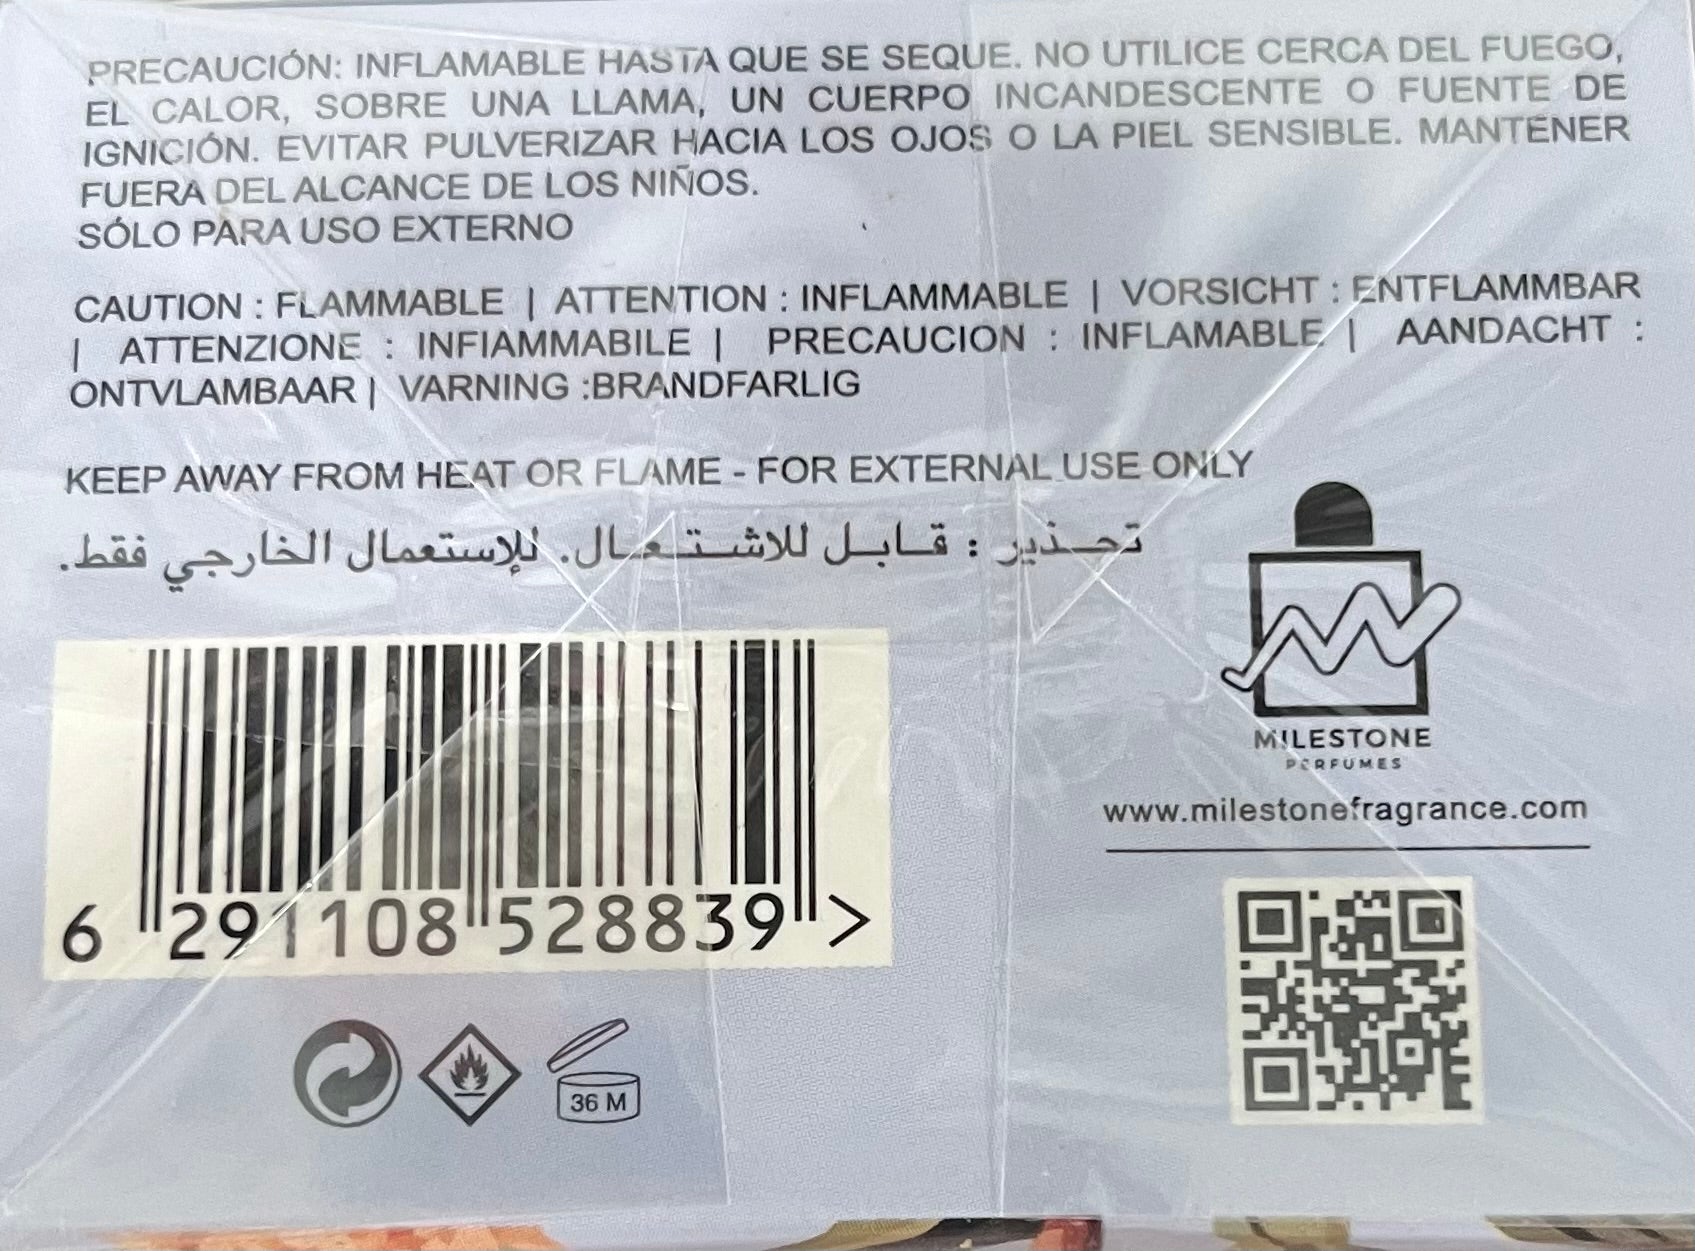 PRECAUCIÓN: INFLAMABLE HASTA QUE SE SEQUE. NO UTILICE CERCA DEL FUEGO,
EL CALOR, SOBRE UNA LLAMA, UN CUERPO INCANDESCENTE O FUENTE DE
IGNICIÓN. EVITAR PULVERIZAR HACIA LOS OJOS O LA PIEL SENSIBLE. MANTENER
FUERA DEL ALCANCE DE LOS NIÑOS.
SÓLO PARA USO EXTERNO
CAUTION : FLAMMABLE | ATTENTION : INFLAMMABLE | VORSICHT : ENTFLAMMBAR
| ATTENZIONE : INFIAMMABILE | PRECAUCION : INFLAMABLE | AANDACHT :
ONTVLAMBAAR | VARNING :BRANDFARLIG
KEEP AWAY FROM HEAT OR FLAME - FOR EXTERNAL USE ONLY
تحـــذير : قـــابـل للاشـــتـعـــال. للإستعمال الخارجي فقط.
MILESTONE
PERFUMES
www.milestonefragrance.com
6 291108 528839 >
36 M